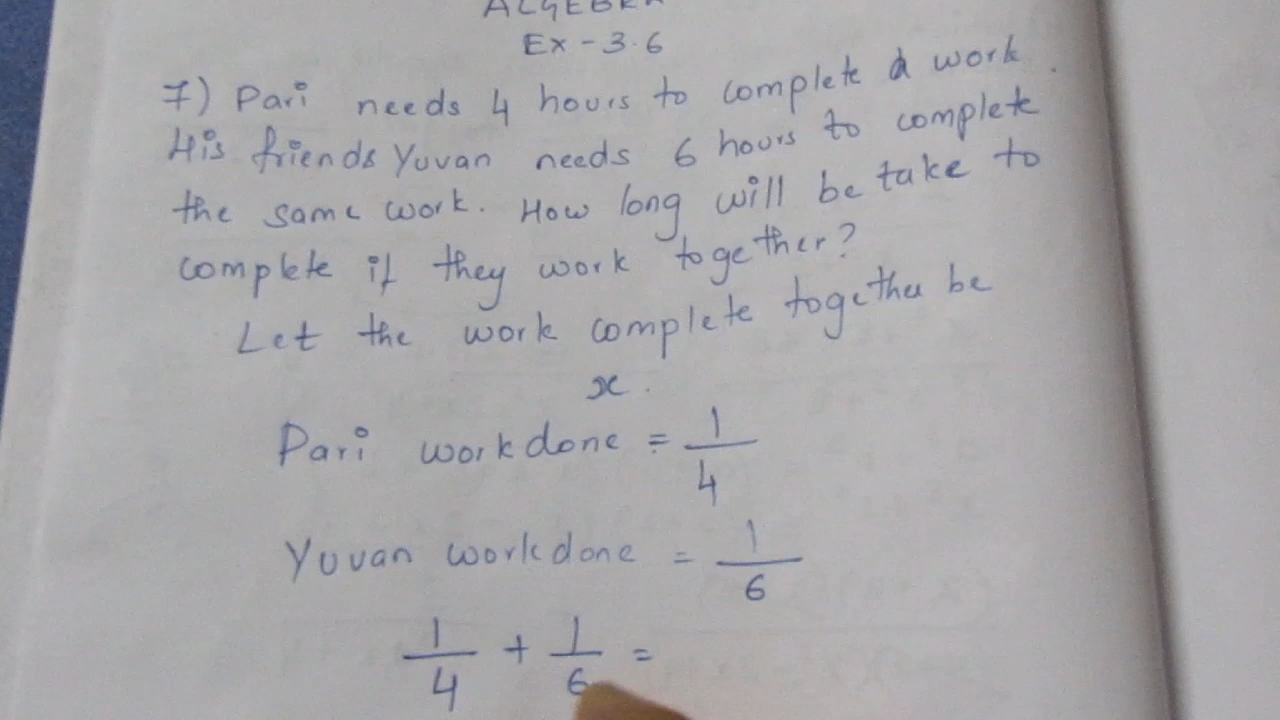 ALGEBRA
Ex - 3.6
7) Pari needs 4 hours to complete a work.
His friends Yuvan needs 6 hours to complete
the same work. How long will be take to
complete if they work together?
Let the work complete together be
x.
Pari workdone = 1/4
Yuvan workdone = 1/6
1/4 + 1/6 =